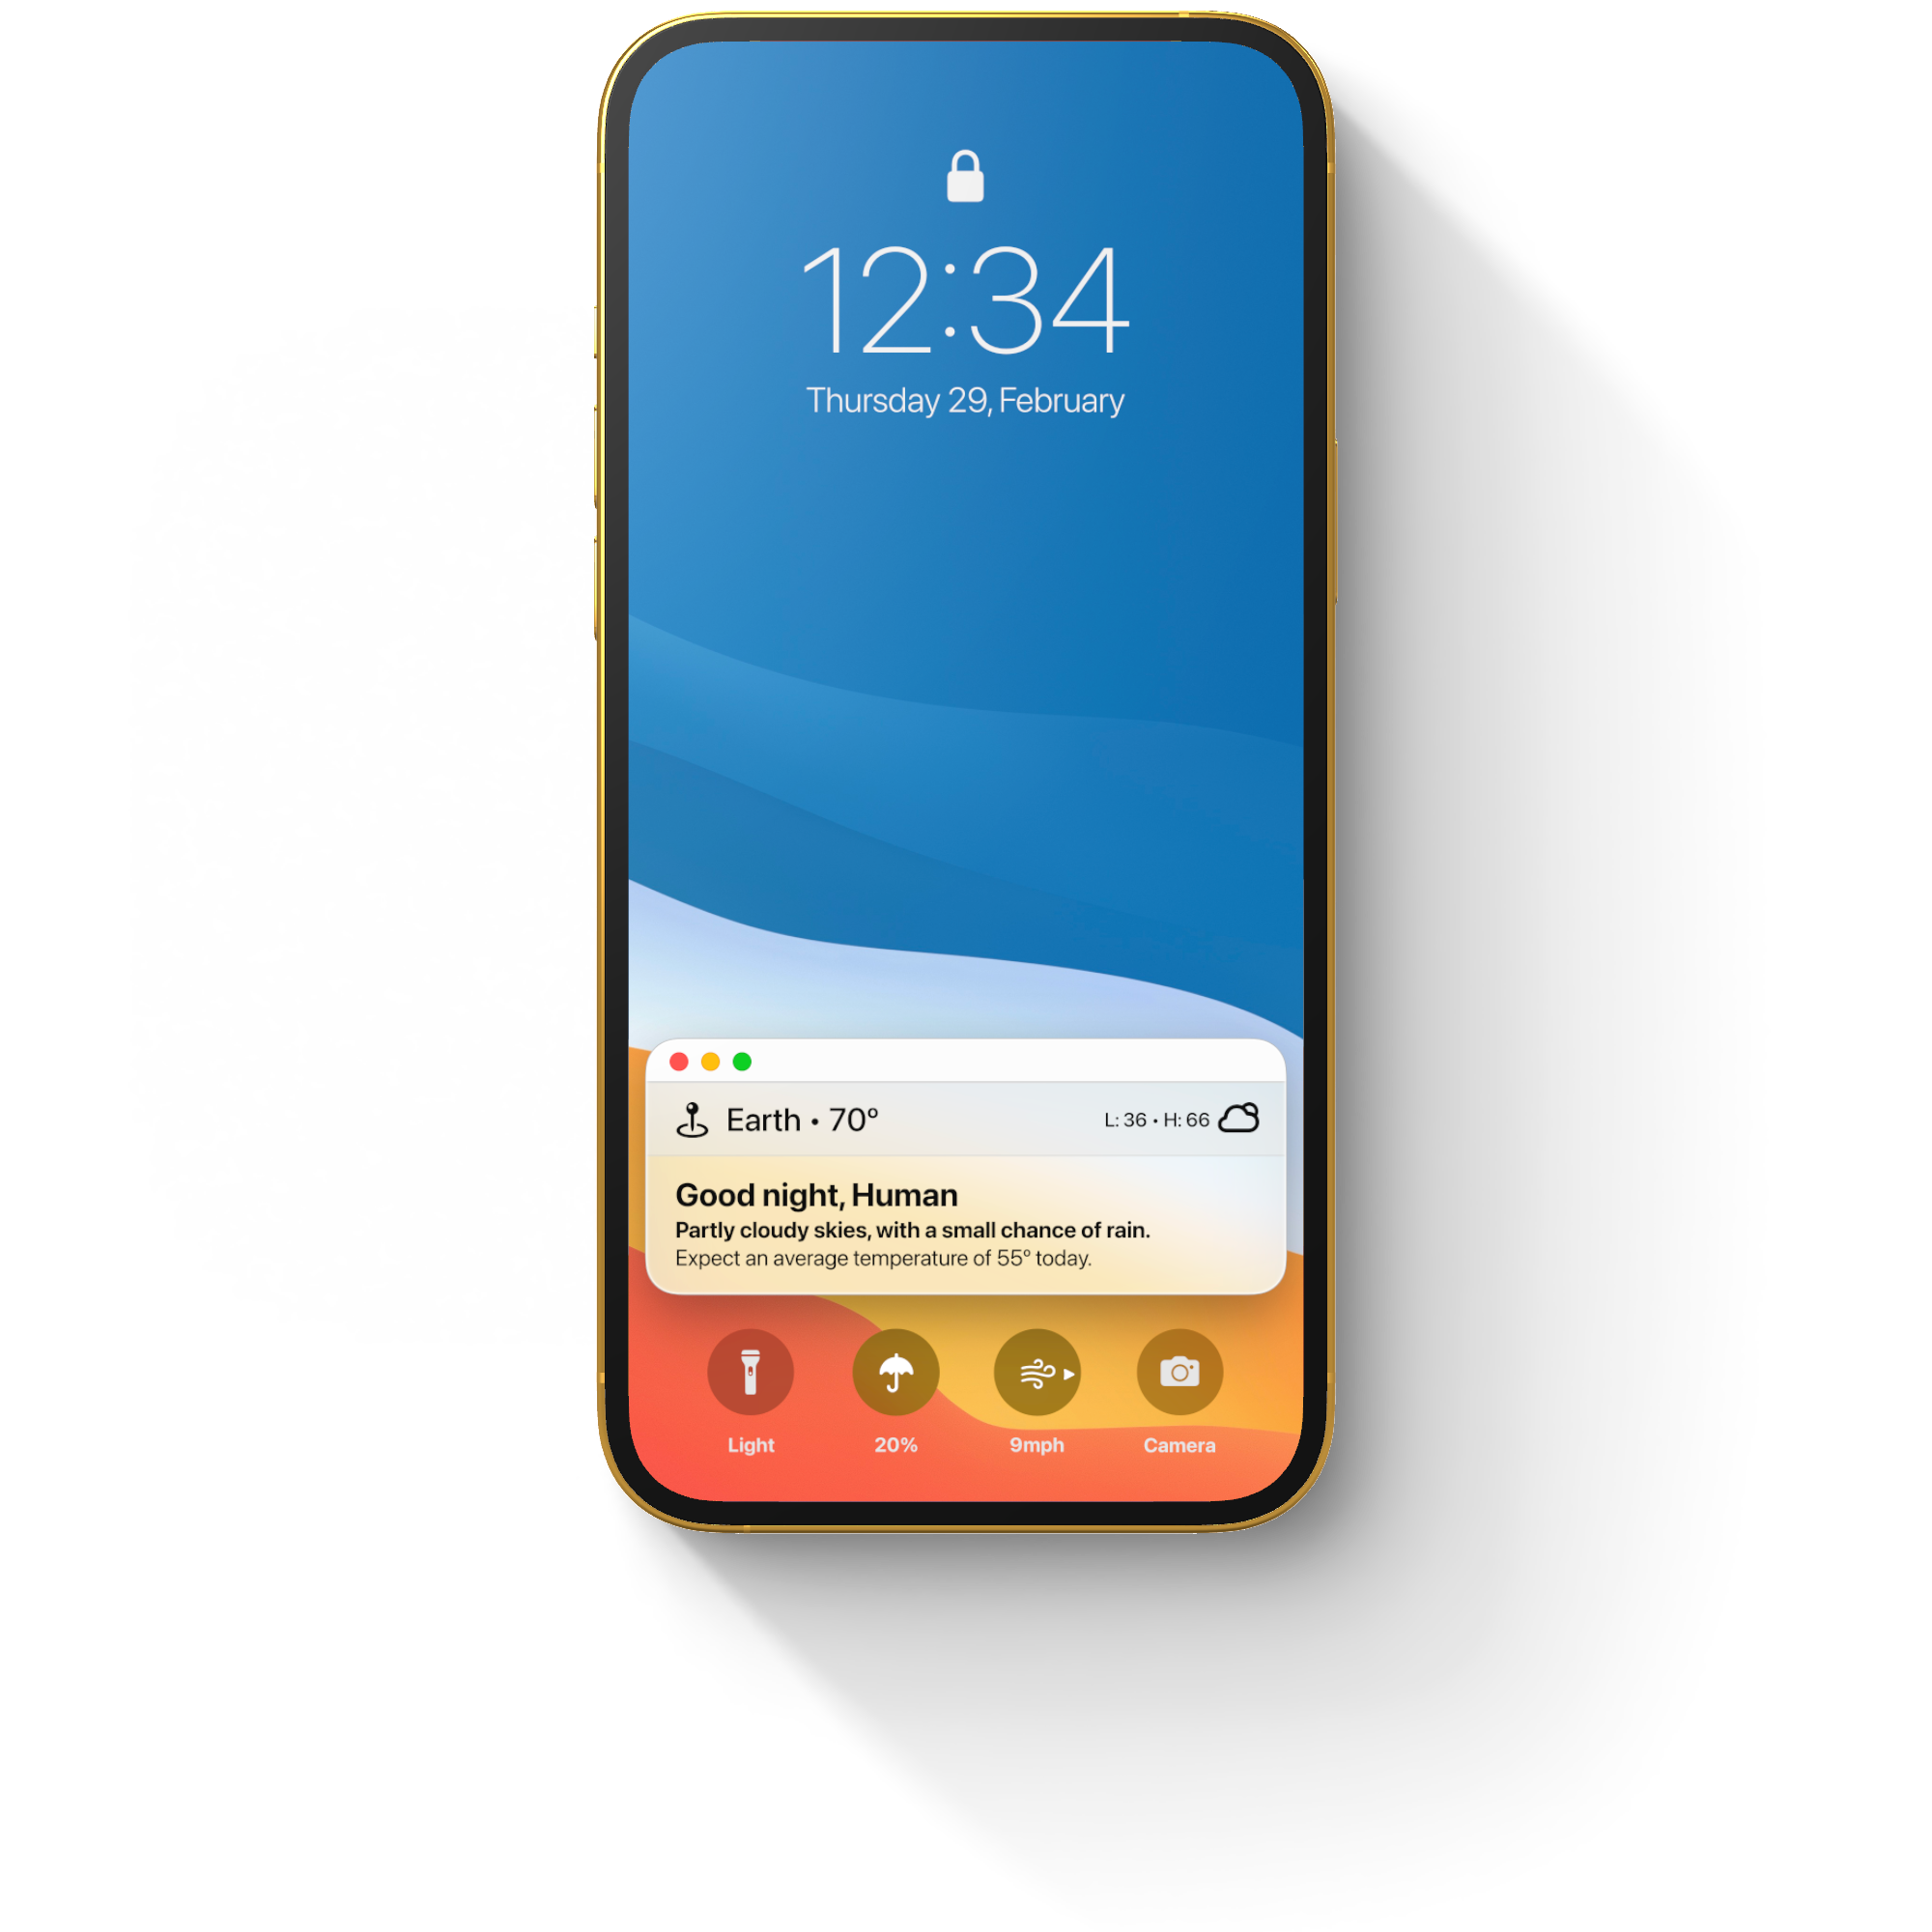 12:34
Thursday 29, February
Earth • 70°
L: 36 • H: 66
Good night, Human
Partly cloudy skies, with a small chance of rain.
Expect an average temperature of 55° today.
Light
20%
9mph
Camera